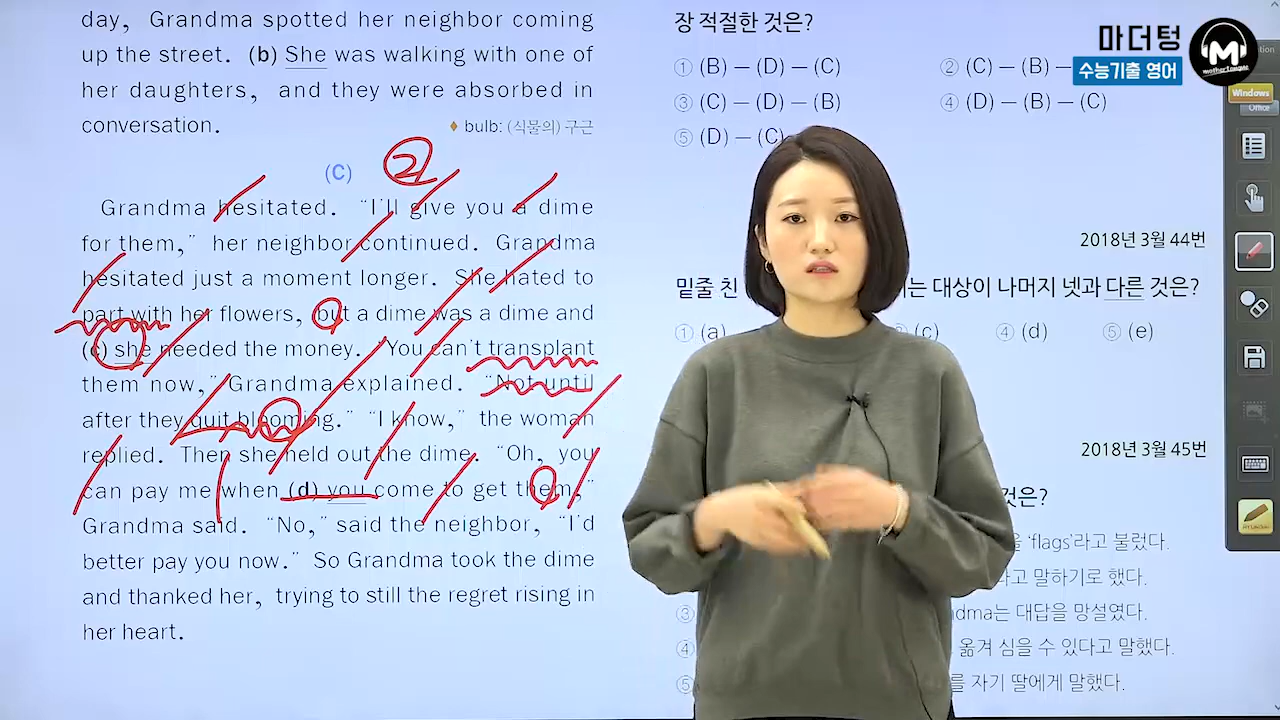 day, Grandma spotted her neighbor coming
up the street. (b) She was walking with one of
her daughters, and they were absorbed in
conversation.
♦ bulb: (식물의) 구근
(C)
②
Grandma hesitated. "I'll give you a dime
for them," her neighbor continued. Grandma
hesitated just a moment longer. She hated to
part with her flowers, but a dime was a dime and
(c) she needed the money. "You can't transplant
them now," Grandma explained. "Not until
after they quit blooming." "I know," the woman
replied. Then she held out the dime. "Oh, you
can pay me when (d) you come to get them,"
Grandma said. "No," said the neighbor, "I'd
better pay you now." So Grandma took the dime
and thanked her, trying to still the regret rising in
her heart.
장 적절한 것은?
① (B) — (D) — (C)
② (C) — (B) —
③ (C) — (D) — (B)
④ (D) — (B) — (C)
⑤ (D) — (C)
2018년 3월 44번
밑줄 친
는 대상이 나머지 넷과 다른 것은?
① (a)
(c)
④ (d)
⑤ (e)
2018년 3월 45번
것은?
을 'flags'라고 불렀다.
라고 말하기로 했다.
③
ndma는 대답을 망설였다.
④
옮겨 심을 수 있다고 말했다.
⑤
를 자기 딸에게 말했다.
마더텅
수능기출 영어
M
mother tongue
Windows
Office